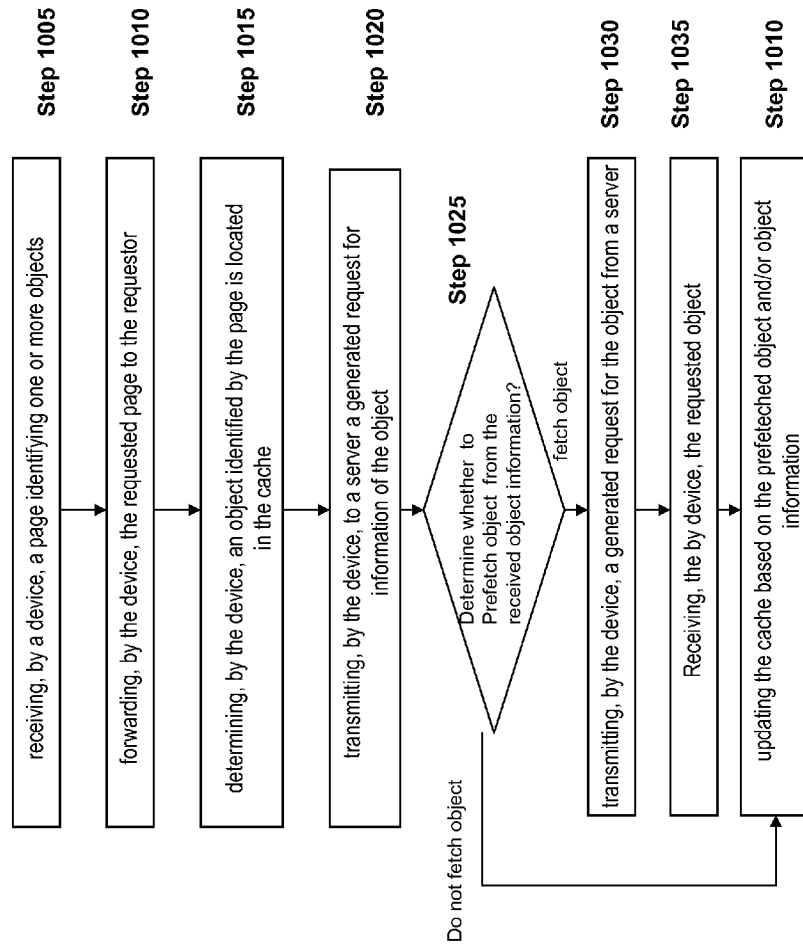 receiving, by a device, a page identifying one or more objects
Step 1005
forwarding, by the device, the requested page to the requestor
Step 1010
determining, by the device, an object identified by the page is located
in the cache
Step 1015
transmitting, by the device, to a server a generated request for
information of the object
Step 1020
Step 1025
Determine whether to
Prefetch object from the
received object information?
fetch object
Do not fetch object
transmitting, by the device, a generated request for the object from a server
Step 1030
Receiving, the by device, the requested object
Step 1035
updating the cache based on the prefeteched object and/or object
information
Step 1010